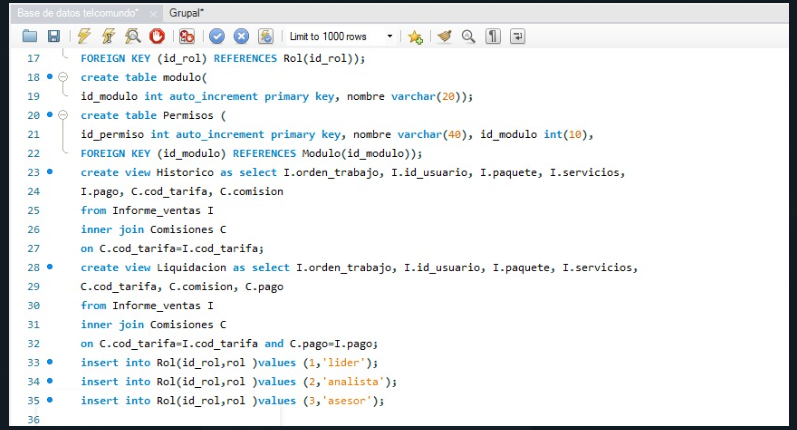 Base de datos telcomundo* × Grupal*
Limit to 1000 rows
17 FOREIGN KEY (id_rol) REFERENCES Rol(id_rol));
18 create table modulo(
19 id_modulo int auto_increment primary key, nombre varchar(20));
20 create table Permisos (
21 id_permiso int auto_increment primary key, nombre varchar(40), id_modulo int(10),
22 FOREIGN KEY (id_modulo) REFERENCES Modulo(id_modulo));
23 create view Historico as select I.orden_trabajo, I.id_usuario, I.paquete, I.servicios,
24 I.pago, C.cod_tarifa, C.comision
25 from Informe_ventas I
26 inner join Comisiones C
27 on C.cod_tarifa=I.cod_tarifa;
28 create view Liquidacion as select I.orden_trabajo, I.id_usuario, I.paquete, I.servicios,
29 C.cod_tarifa, C.comision, C.pago
30 from Informe_ventas I
31 inner join Comisiones C
32 on C.cod_tarifa=I.cod_tarifa and C.pago=I.pago;
33 insert into Rol(id_rol,rol )values (1,'lider');
34 insert into Rol(id_rol,rol )values (2,'analista');
35 insert into Rol(id_rol,rol )values (3,'asesor');
36